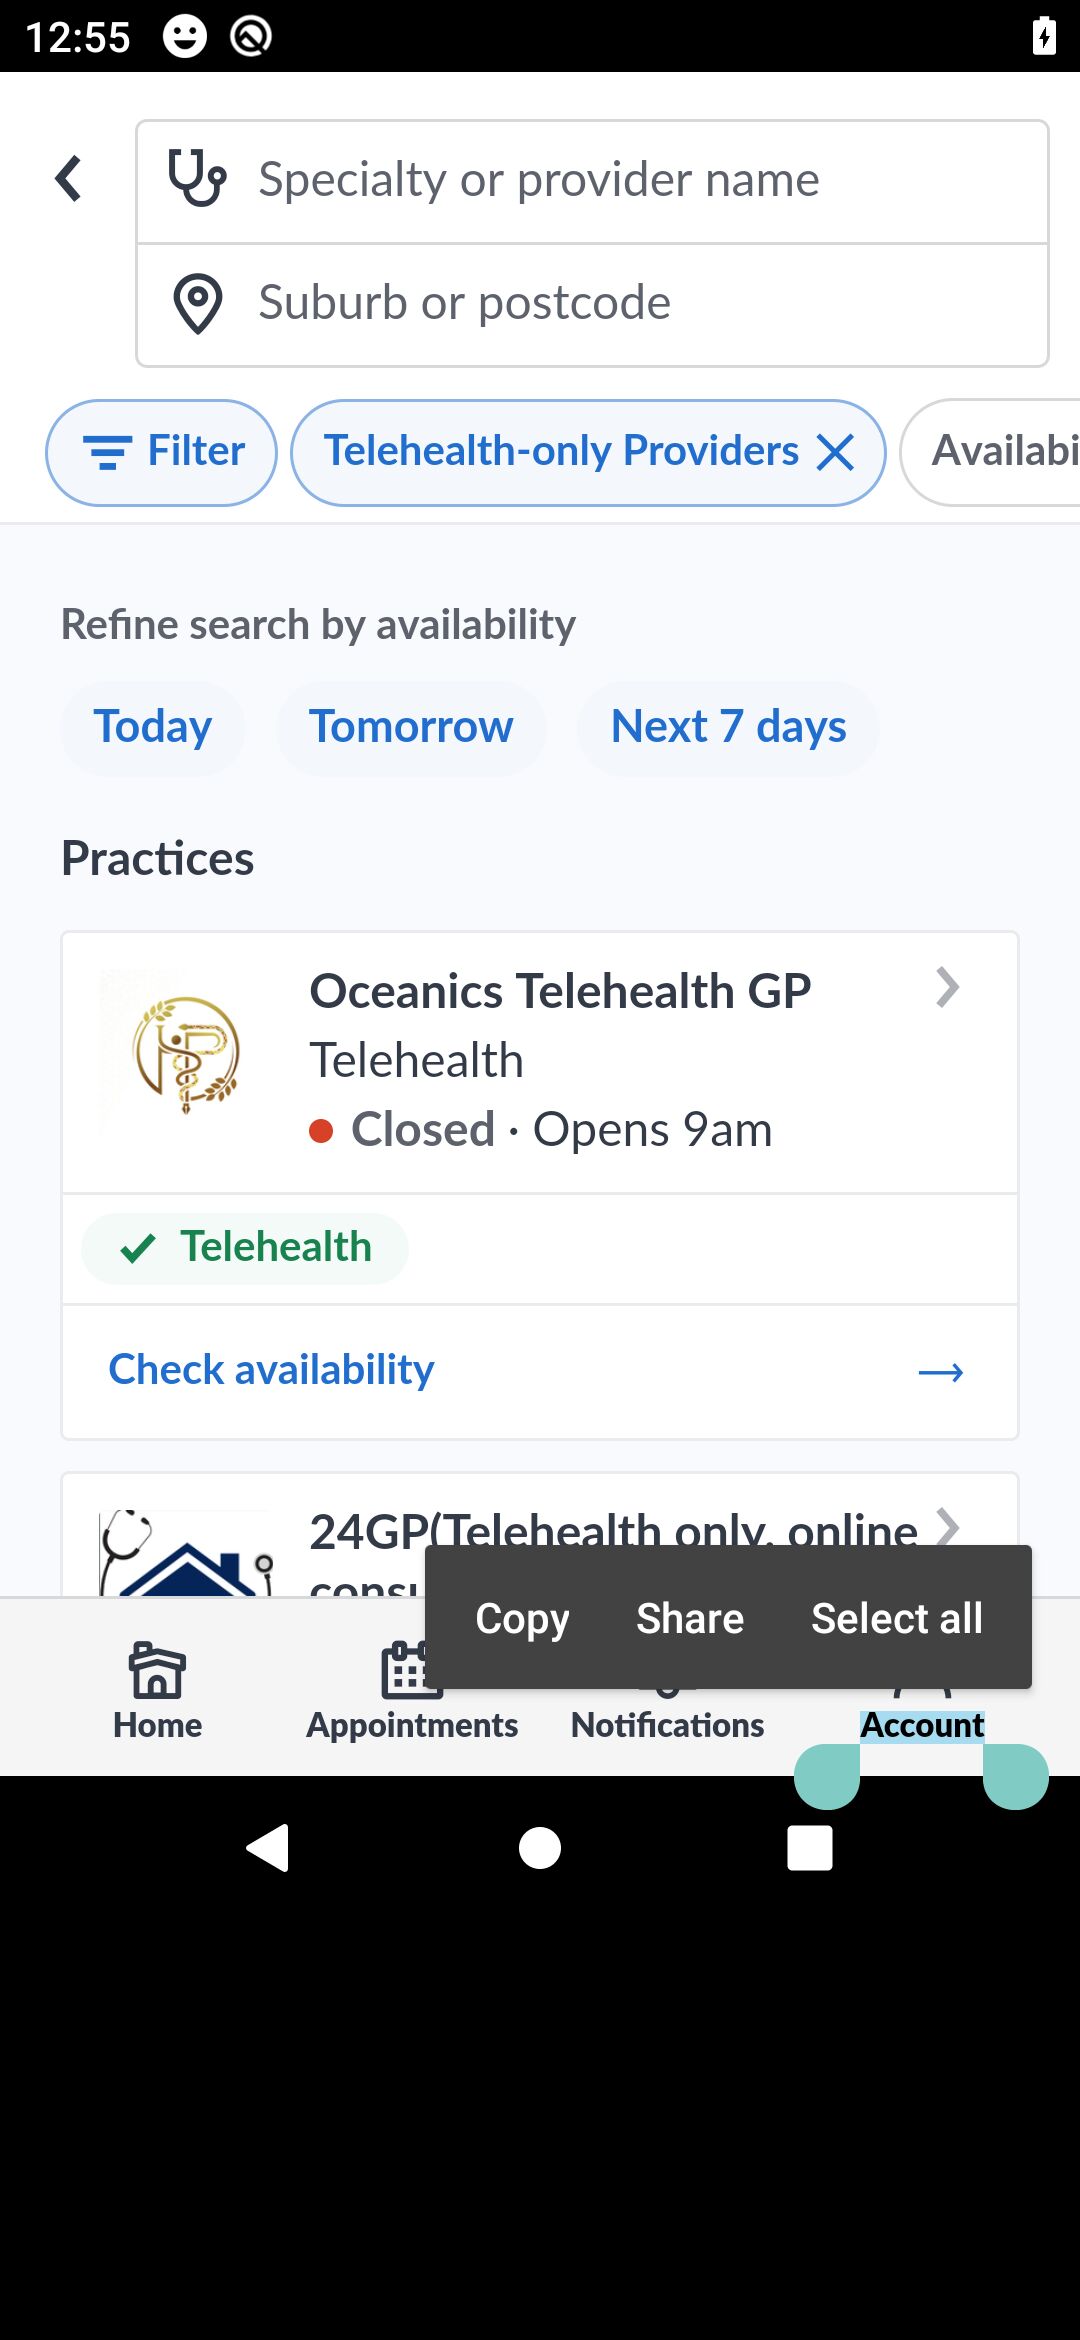 12:55
Specialty or provider name
Suburb or postcode
Filter
Telehealth-only Providers
Availabi
Refine search by availability
Today
Tomorrow
Next 7 days
Practices
Oceanics Telehealth GP
Telehealth
Closed · Opens 9am
Telehealth
Check availability
24GP(Telehealth only, online
consu
Copy
Share
Select all
Home
Appointments
Notifications
Account